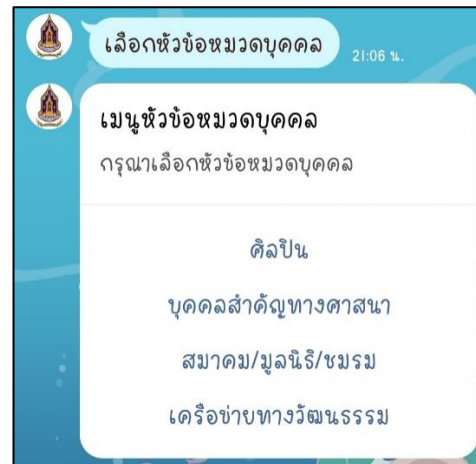 เลือกหัวข้อหมวดบุคคล
21:06 น.
เมนูหัวข้อหมวดบุคคล
กรุณาเลือกหัวข้อหมวดบุคคล
ศิลปิน
บุคคลสำคัญทางศาสนา
สมาคม/มูลนิธิ/ชมรม
เครือข่ายทางวัฒนธรรม